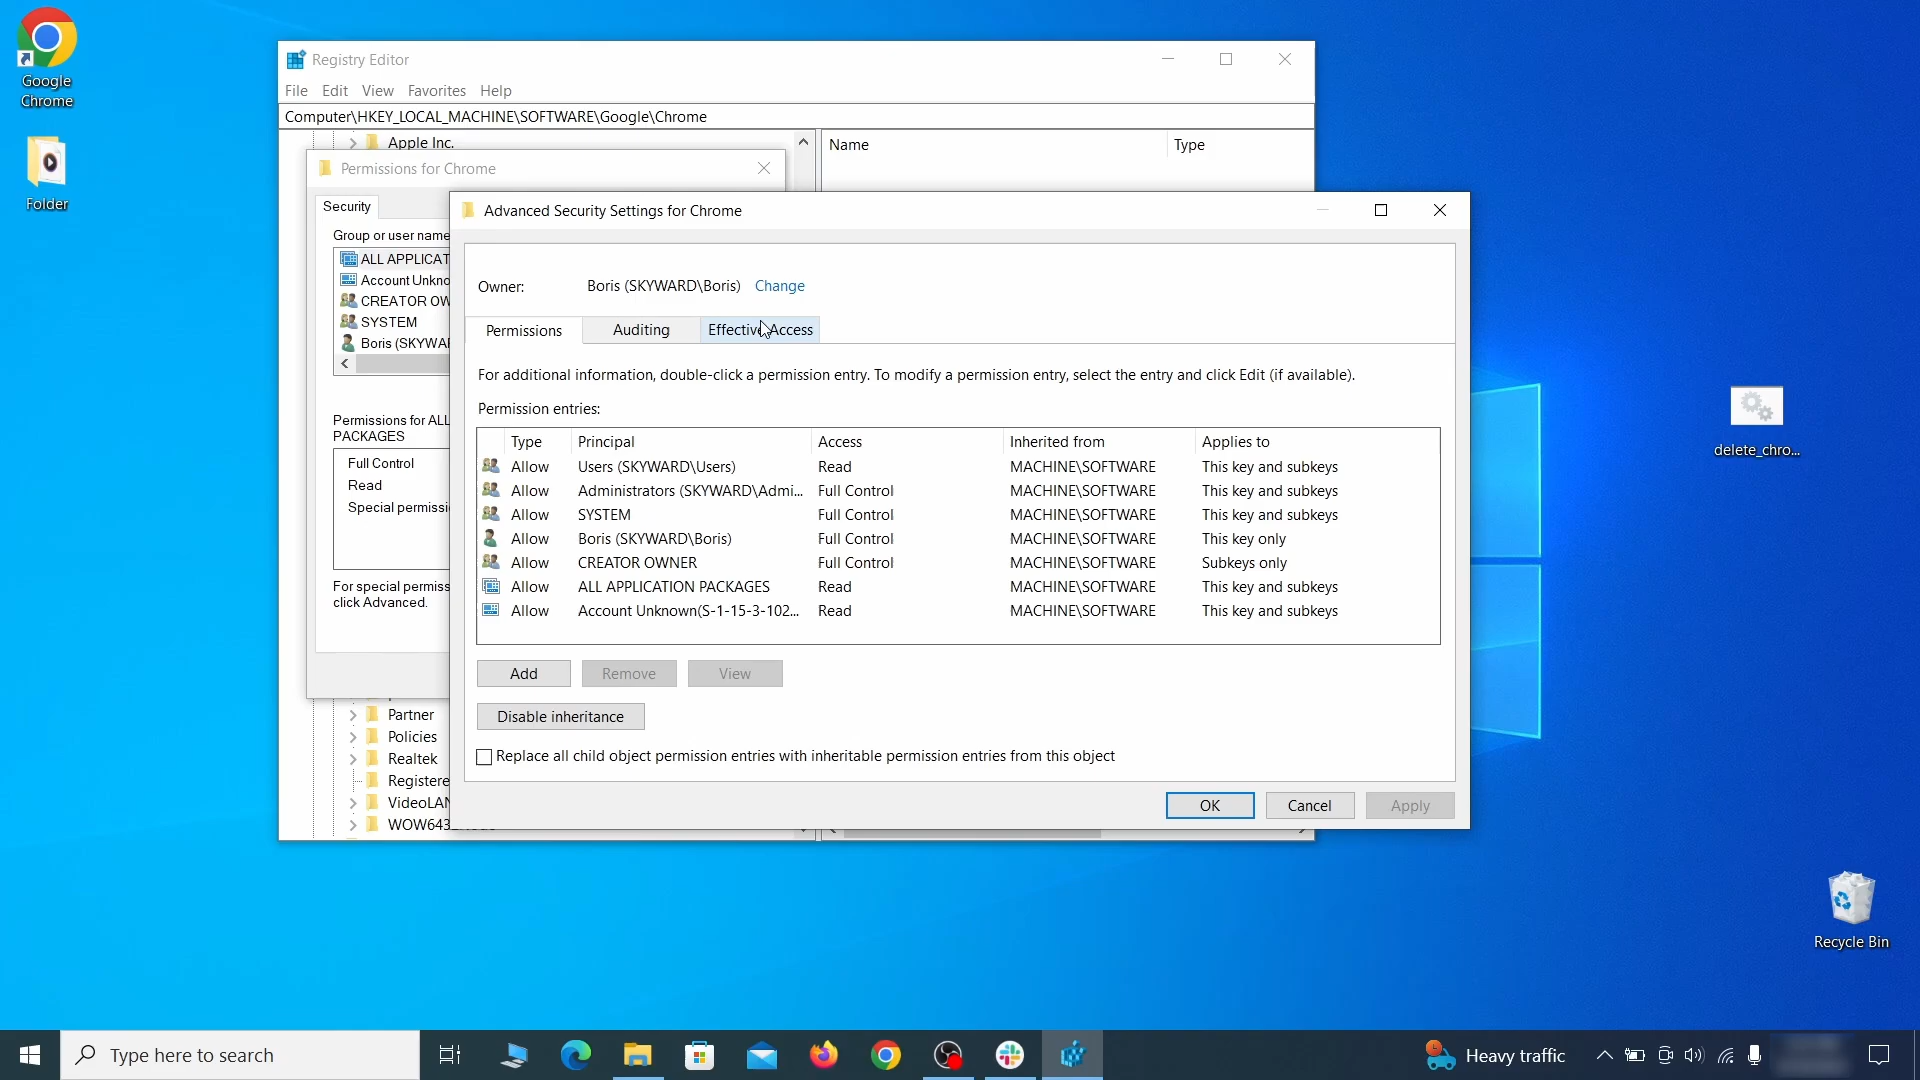 Google
Chrome
Folder
Registry Editor
File Edit View Favorites Help
Computer\HKEY_LOCAL_MACHINE\SOFTWARE\Google\Chrome
Apple Inc.
Name Type
Permissions for Chrome
Security
Group or user name
ALL APPLICAT
Account Unkno
CREATOR OW
SYSTEM
Boris (SKYWAR
Permissions for ALL
PACKAGES
Full Control
Read
Special permissi
For special permiss
click Advanced.
Partner
Policies
Realtek
Registere
VideoLAN
Advanced Security Settings for Chrome
Owner: Boris (SKYWARD\Boris) Change
Permissions Auditing Effective Access
For additional information, double-click a permission entry. To modify a permission entry, select the entry and click Edit (if available).
Permission entries:
Type Principal Access Inherited from Applies to
Allow Users (SKYWARD\Users) Read MACHINE\SOFTWARE This key and subkeys
Allow Administrators (SKYWARD\Admi... Full Control MACHINE\SOFTWARE This key and subkeys
Allow SYSTEM Full Control MACHINE\SOFTWARE This key and subkeys
Allow Boris (SKYWARD\Boris) Full Control MACHINE\SOFTWARE This key only
Allow CREATOR OWNER Full Control MACHINE\SOFTWARE Subkeys only
Allow ALL APPLICATION PACKAGES Read MACHINE\SOFTWARE This key and subkeys
Allow Account Unknown(S-1-15-3-102... Read MACHINE\SOFTWARE This key and subkeys
Add Remove View
Disable inheritance
Replace all child object permission entries with inheritable permission entries from this object
OK Cancel Apply
delete_chro...
Recycle Bin
Type here to search
Heavy traffic